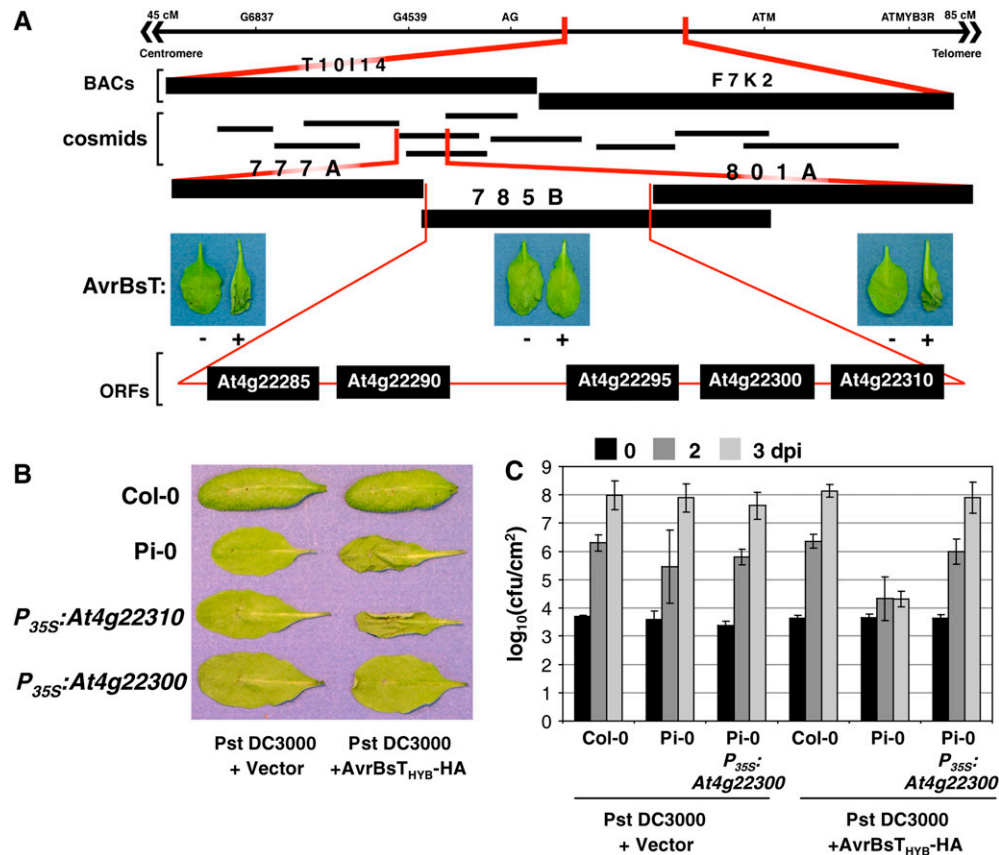 A
45 cM G6837 G4539 AG ATM ATMYB3R 85 cM
Centromere Telomere
BACs
T10I14
F7K2
cosmids
777A
801A
785B
AvrBsT:
- + - + - +
ORFs
At4g22285 At4g22290 At4g22295 At4g22300 At4g22310
B
Col-0
Pi-0
P35S:At4g22310
P35S:At4g22300
Pst DC3000 Pst DC3000
+ Vector +AvrBsTHYB-HA
C
0 2 3 dpi
log10(cfu/cm2)
9
8
7
6
5
4
3
2
1
0
Col-0 Pi-0 Pi-0 Col-0 Pi-0 Pi-0
P35S: P35S:
At4g22300 At4g22300
Pst DC3000 Pst DC3000
+ Vector +AvrBsTHYB-HA